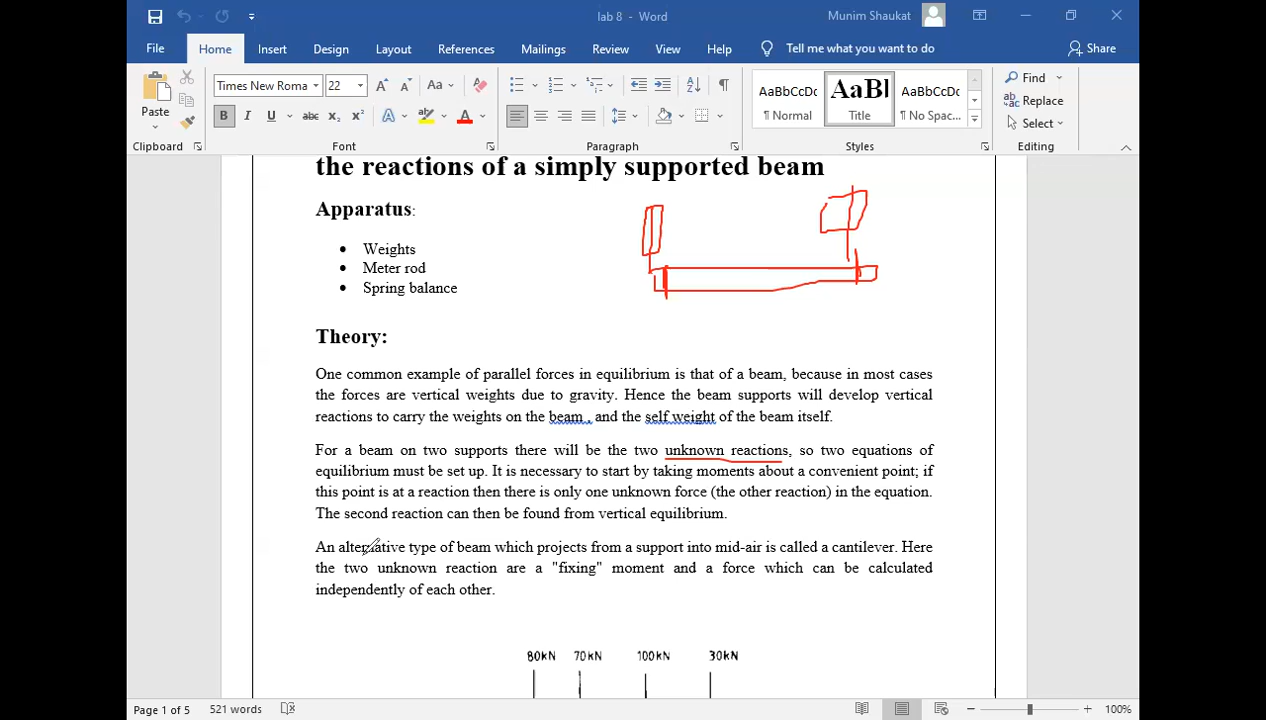 lab 8 - Word
Munim Shaukat
File Home Insert Design Layout References Mailings Review View Help Tell me what you want to do Share
Paste
Times New Roma 22
Aa
B I U abc x₂ x² A A
AaBbCcDc AaBl AaBbCcDc
¶ Normal Title ¶ No Spac...
Find
Replace
Select
Clipboard Font Paragraph Styles Editing
the reactions of a simply supported beam
Apparatus:
• Weights
• Meter rod
• Spring balance
Theory:
One common example of parallel forces in equilibrium is that of a beam, because in most cases
the forces are vertical weights due to gravity. Hence the beam supports will develop vertical
reactions to carry the weights on the beam , and the self weight of the beam itself.
For a beam on two supports there will be the two unknown reactions, so two equations of
equilibrium must be set up. It is necessary to start by taking moments about a convenient point; if
this point is at a reaction then there is only one unknown force (the other reaction) in the equation.
The second reaction can then be found from vertical equilibrium.
An alternative type of beam which projects from a support into mid-air is called a cantilever. Here
the two unknown reaction are a "fixing" moment and a force which can be calculated
independently of each other.
80kN 70kN 100kN 30kN
Page 1 of 5 521 words 100%